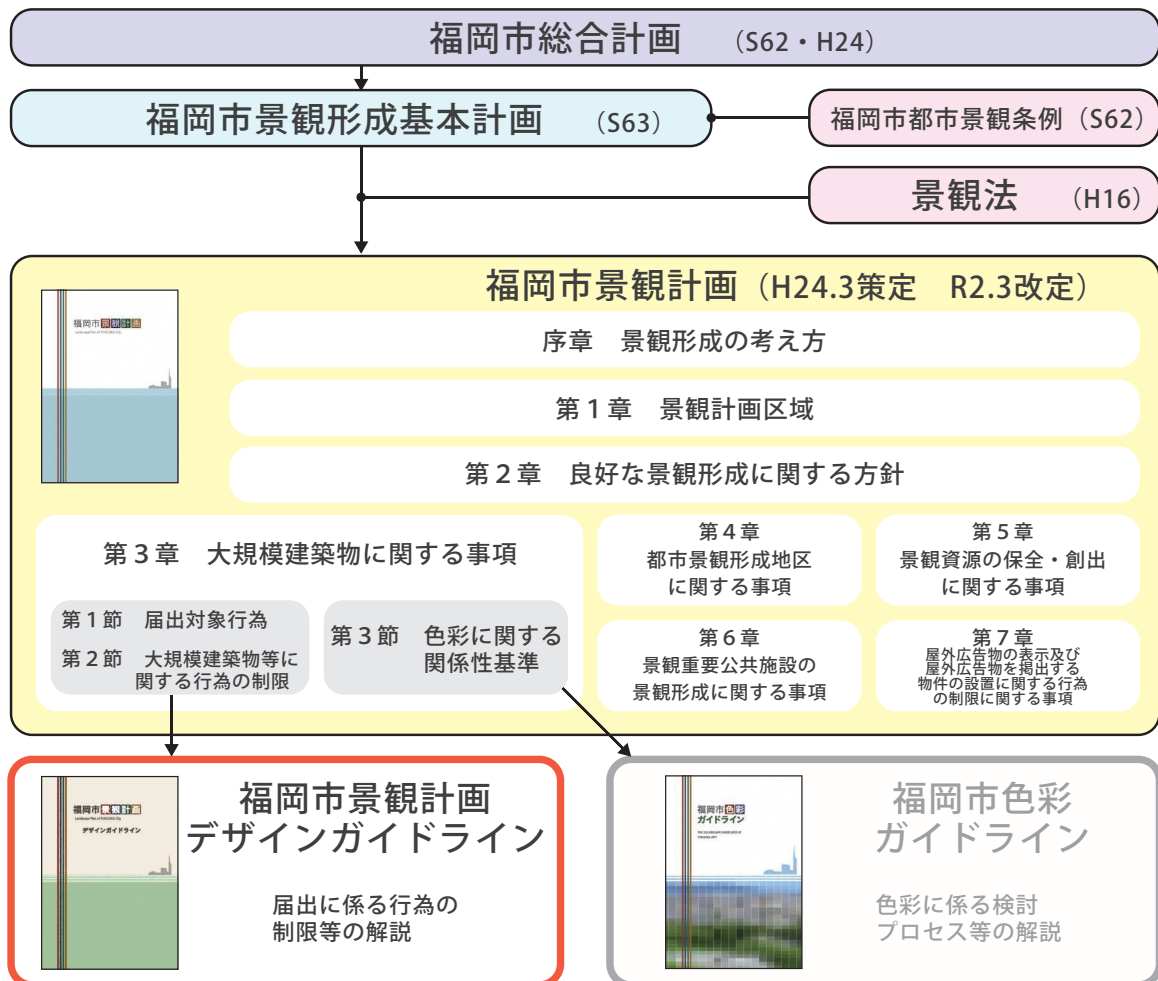 福岡市総合計画 （S62・H24）
福岡市景観形成基本計画 （S63）
福岡市都市景観条例（S62）
景観法 （H16）
福岡市景観計画（H24.3策定　R2.3改定）
福岡市景観計画
Landscape Plan of FUKUOKA City
序章　景観形成の考え方
第１章　景観計画区域
第２章　良好な景観形成に関する方針
第３章　大規模建築物に関する事項
第１節　届出対象行為
第２節　大規模建築物等に
関する行為の制限
第３節　色彩に関する
関係性基準
第４章
都市景観形成地区
に関する事項
第５章
景観資源の保全・創出
に関する事項
第６章
景観重要公共施設の
景観形成に関する事項
第７章
屋外広告物の表示及び
屋外広告物を掲出する
物件の設置に関する行為
の制限に関する事項
福岡市景観計画
Landscape Plan of FUKUOKA City
デザインガイドライン
福岡市景観計画
デザインガイドライン
届出に係る行為の
制限等の解説
福岡市色彩
ガイドライン
福岡市色彩
ガイドライン
色彩に係る検討
プロセス等の解説